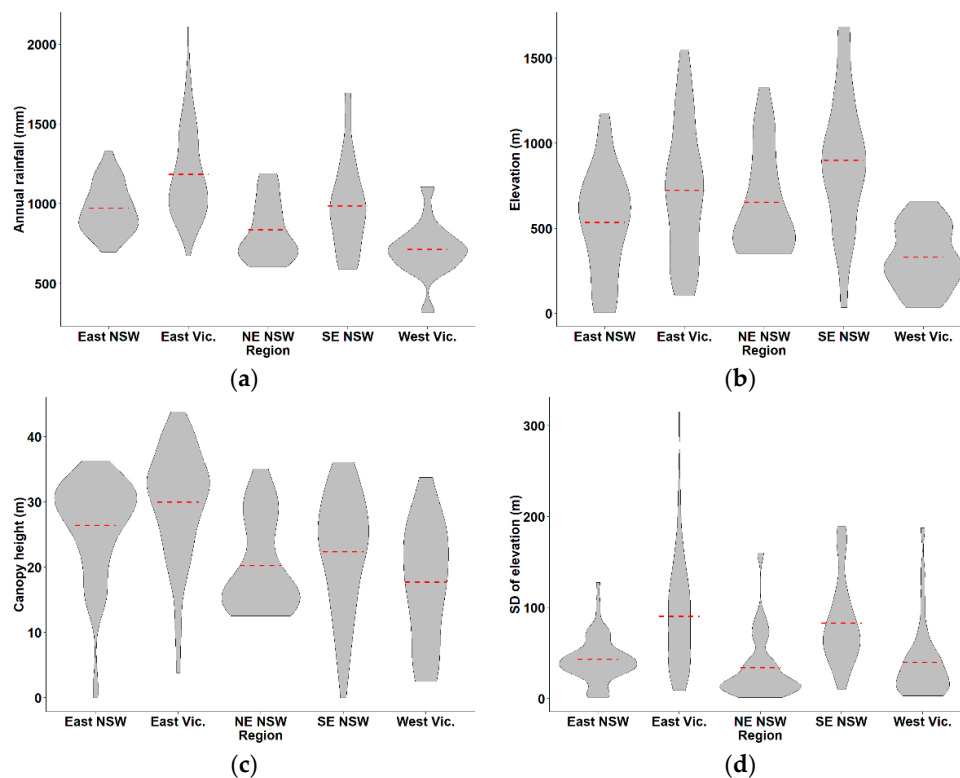 Annual rainfall (mm)
2000
1500
1000
500
East NSW East Vic. NE NSW SE NSW West Vic.
Region
(a)
Elevation (m)
1500
1000
500
0
East NSW East Vic. NE NSW SE NSW West Vic.
Region
(b)
Canopy height (m)
40
30
20
10
0
East NSW East Vic. NE NSW SE NSW West Vic.
Region
(c)
SD of elevation (m)
300
200
100
0
East NSW East Vic. NE NSW SE NSW West Vic.
Region
(d)